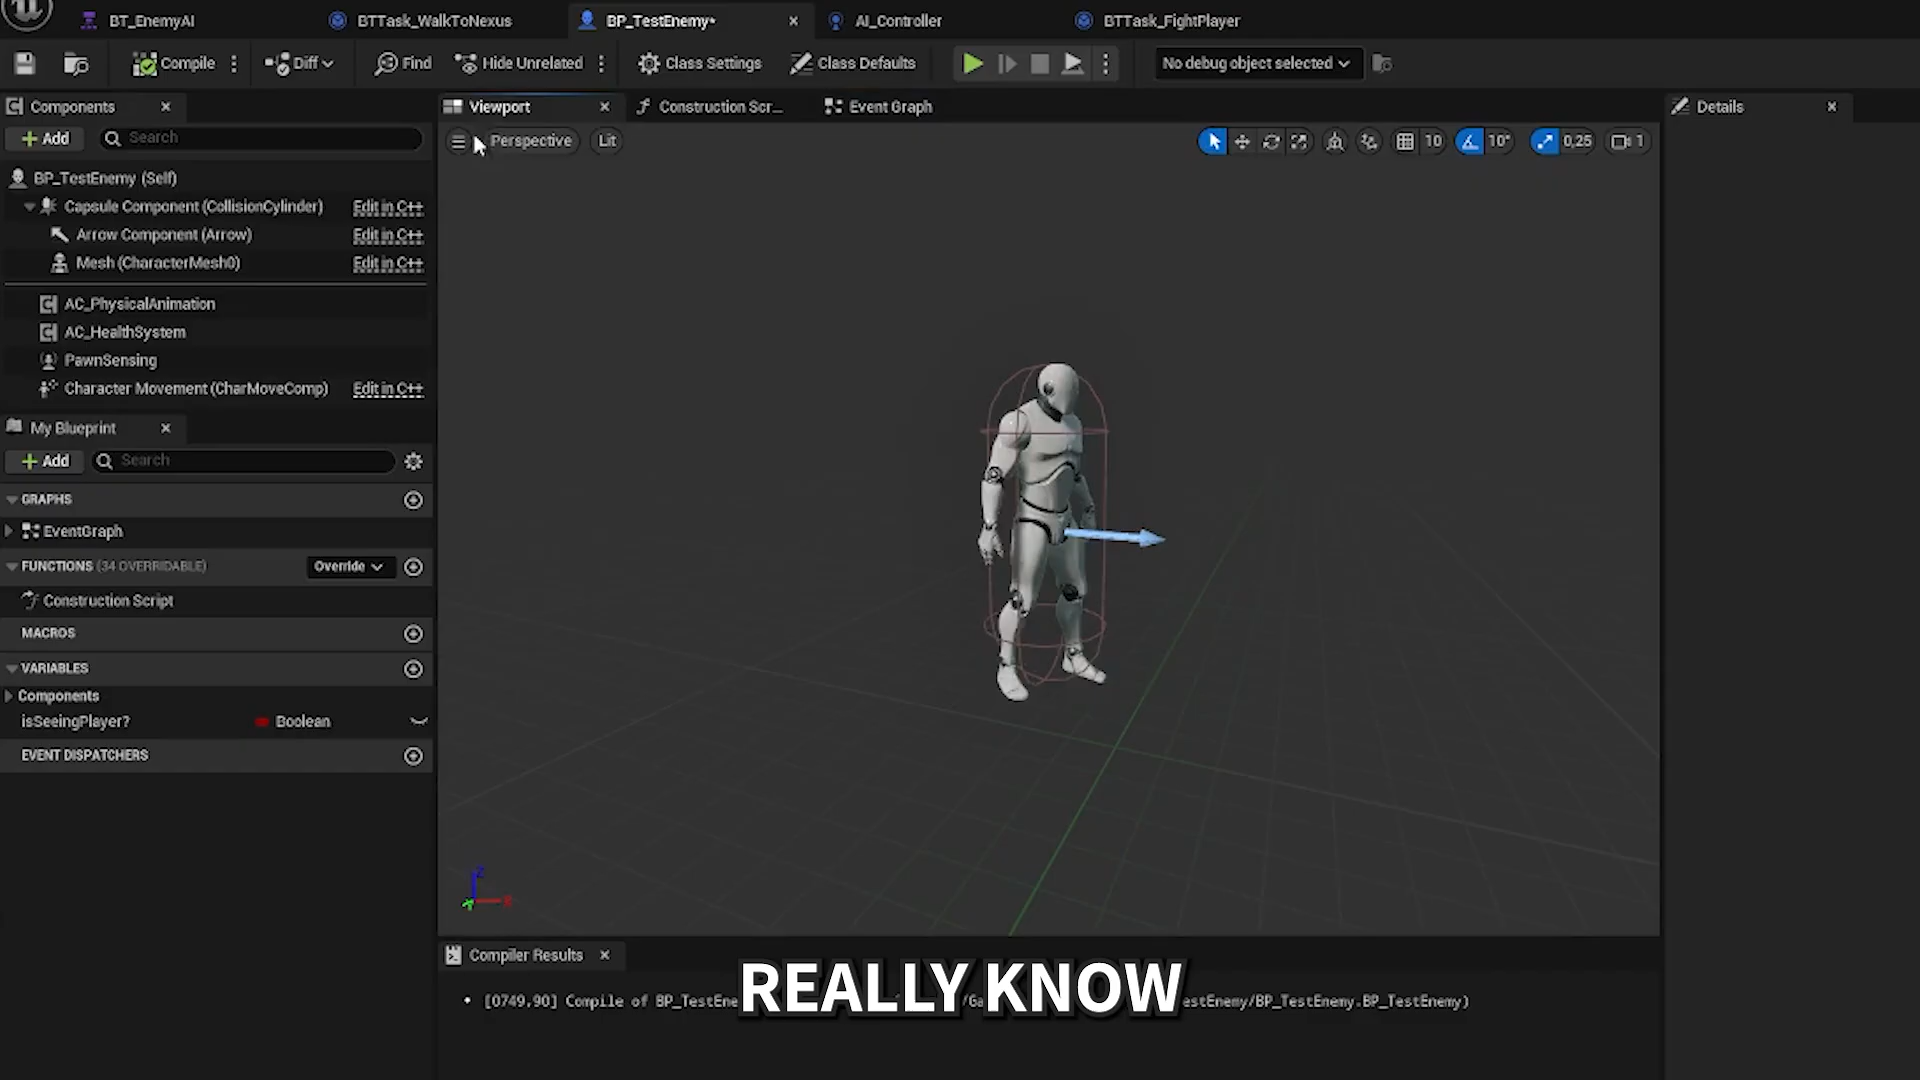 BT_EnemyAI
BTTask_WalkToNexus
BP_TestEnemy*
AI_Controller
BTTask_FightPlayer
Compile
Diff
Find
Hide Unrelated
Class Settings
Class Defaults
No debug object selected
Components
Viewport
Construction Scr...
Event Graph
Details
Add
Search
Perspective
Lit
10
10°
0,25
1
BP_TestEnemy (Self)
Capsule Component (CollisionCylinder) Edit in C++
Arrow Component (Arrow) Edit in C++
Mesh (CharacterMesh0) Edit in C++
AC_PhysicalAnimation
AC_HealthSystem
PawnSensing
Character Movement (CharMoveComp) Edit in C++
My Blueprint
Add
Search
GRAPHS
EventGraph
FUNCTIONS (34 OVERRIDABLE) Override
Construction Script
MACROS
VARIABLES
Components
isSeeingPlayer? Boolean
EVENT DISPATCHERS
Z
X
Compiler Results
REALLY KNOW
[0749,90] Compile of BP_TestEne /Ga estEnemy/BP_TestEnemy.BP_TestEnemy)